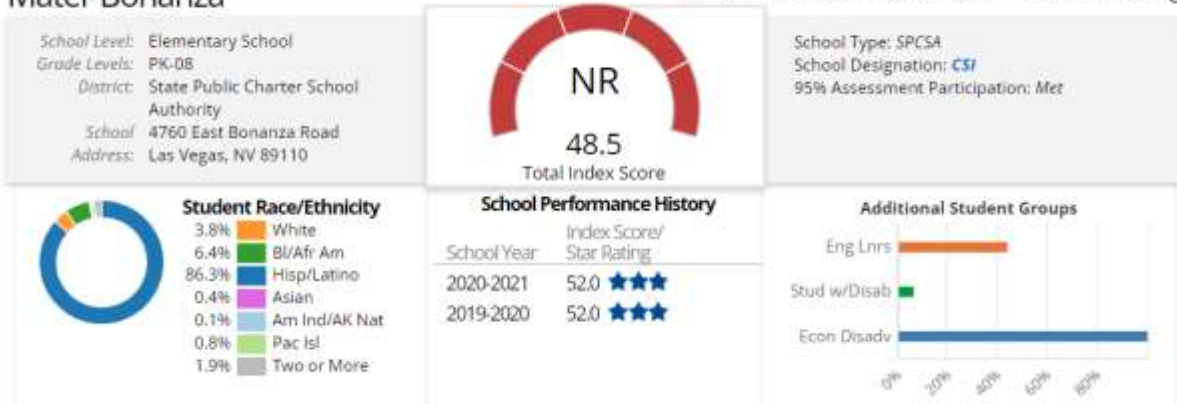 Mater Bonanza
School Level: Elementary School
Grade Levels: PK-08
District: State Public Charter School
Authority
School 4760 East Bonanza Road
Address: Las Vegas, NV 89110
NR
48.5
Total Index Score
School Type: SPCSA
School Designation: CSI
95% Assessment Participation: Met
Student Race/Ethnicity
3.8% White
6.4% Bl/Afr Am
86.3% Hisp/Latino
0.4% Asian
0.1% Am Ind/AK Nat
0.8% Pac Isl
1.9% Two or More
School Performance History
Index Score/
School Year Star Rating
2020-2021 52.0
2019-2020 52.0
Additional Student Groups
Eng Lnrs
Stud w/Disab
Econ Disadv
0% 20% 40% 60% 80%